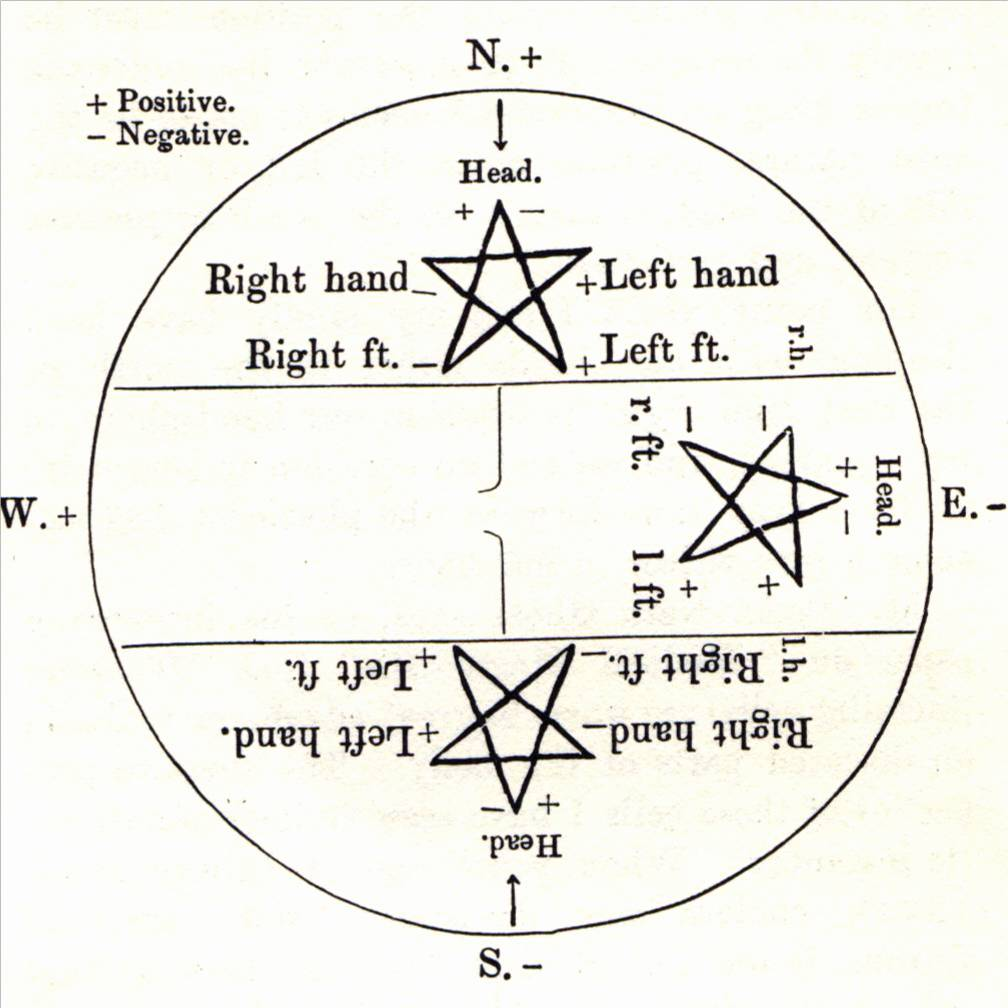 N. +
+ Positive.
− Negative.
Head.
+ −
Right hand − + Left hand
Right ft. − + Left ft.
r.h.
r. ft. − −
+ Head.
−
W. +
E. -
l. ft. + +
l.h.
+Left ft. − Right ft.
+Left hand. − Right hand
− +
Head.
S. -